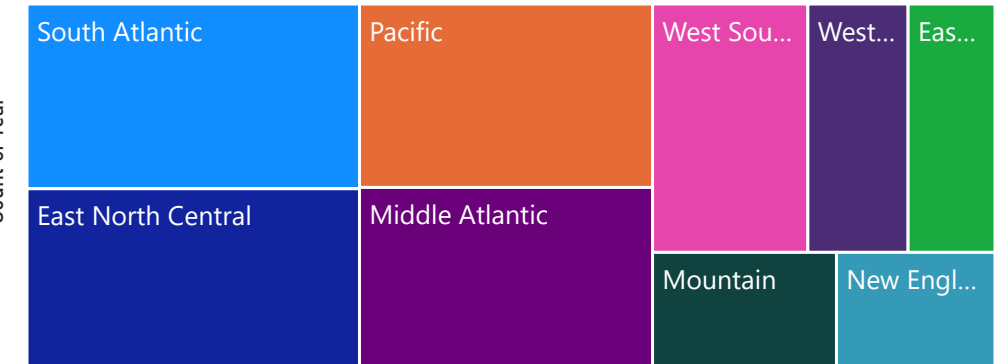 South Atlantic
Pacific
West Sou...
West...
Eas...
East North Central
Middle Atlantic
Mountain
New Engl...